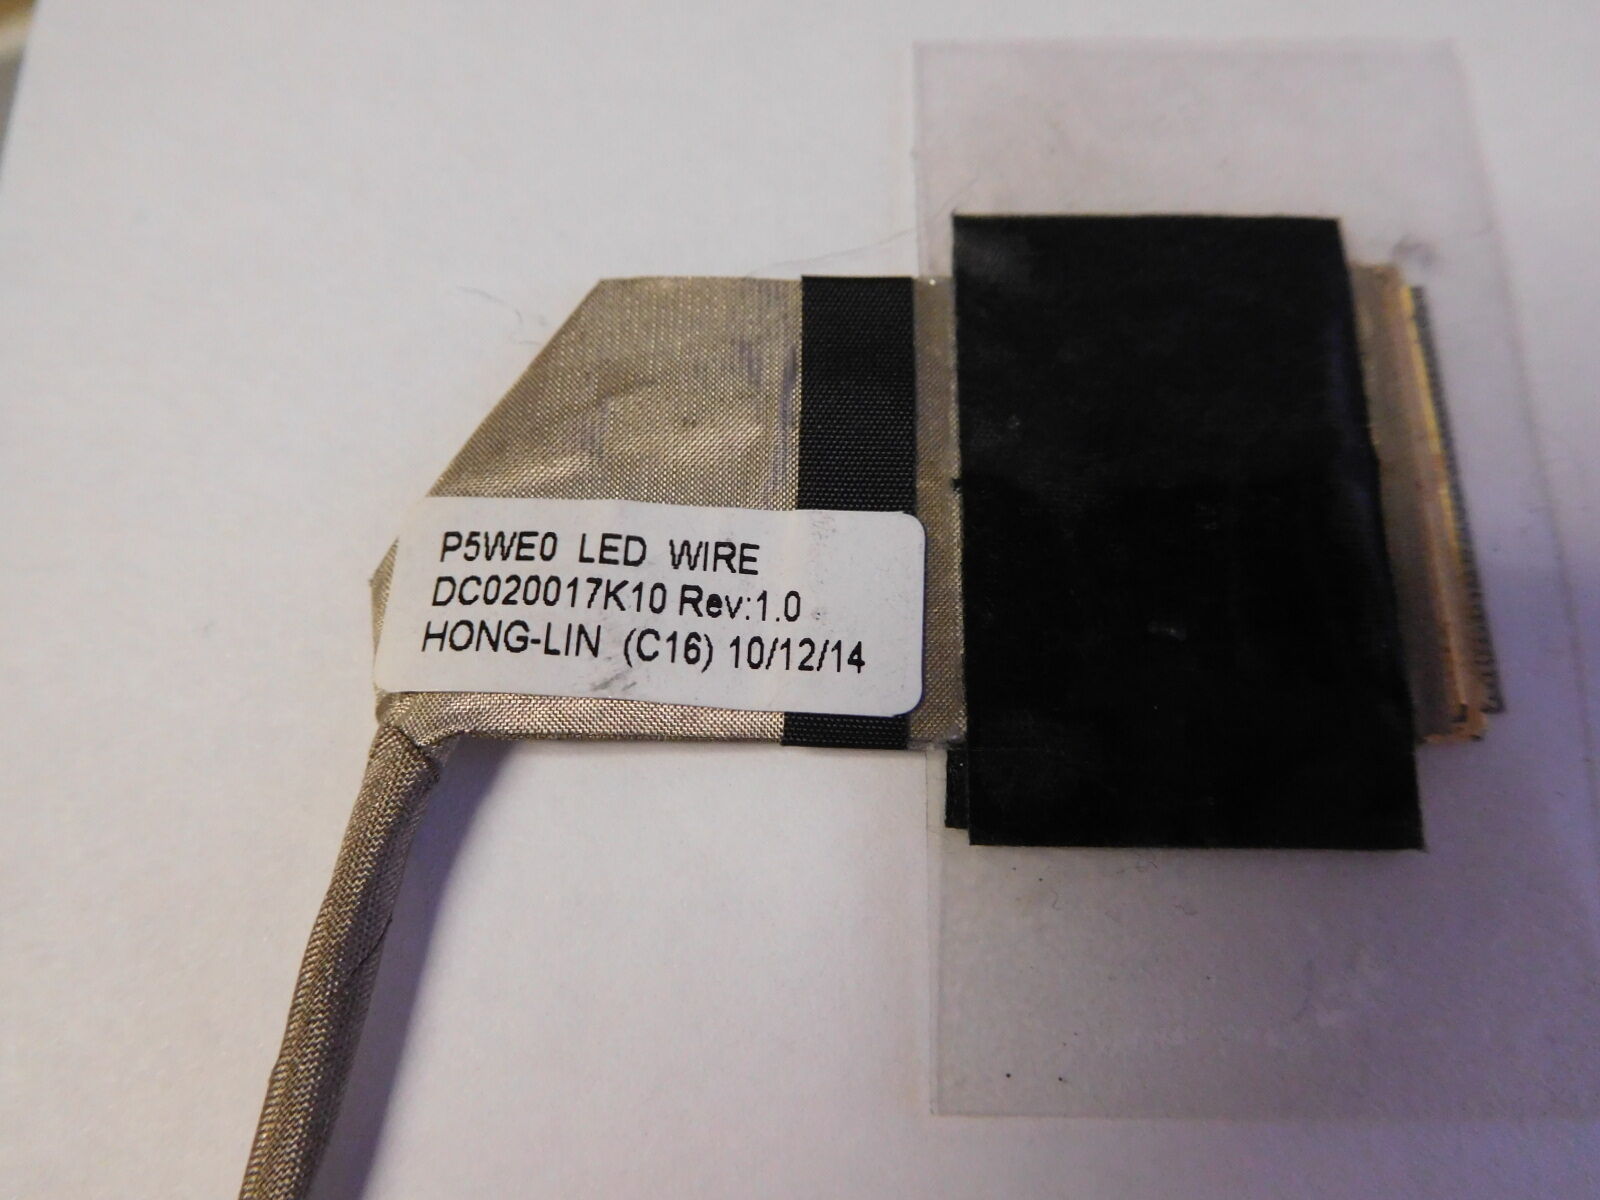 P5WE0 LED WIRE
DC020017K10 Rev:1.0
HONG-LIN (C16) 10/12/14